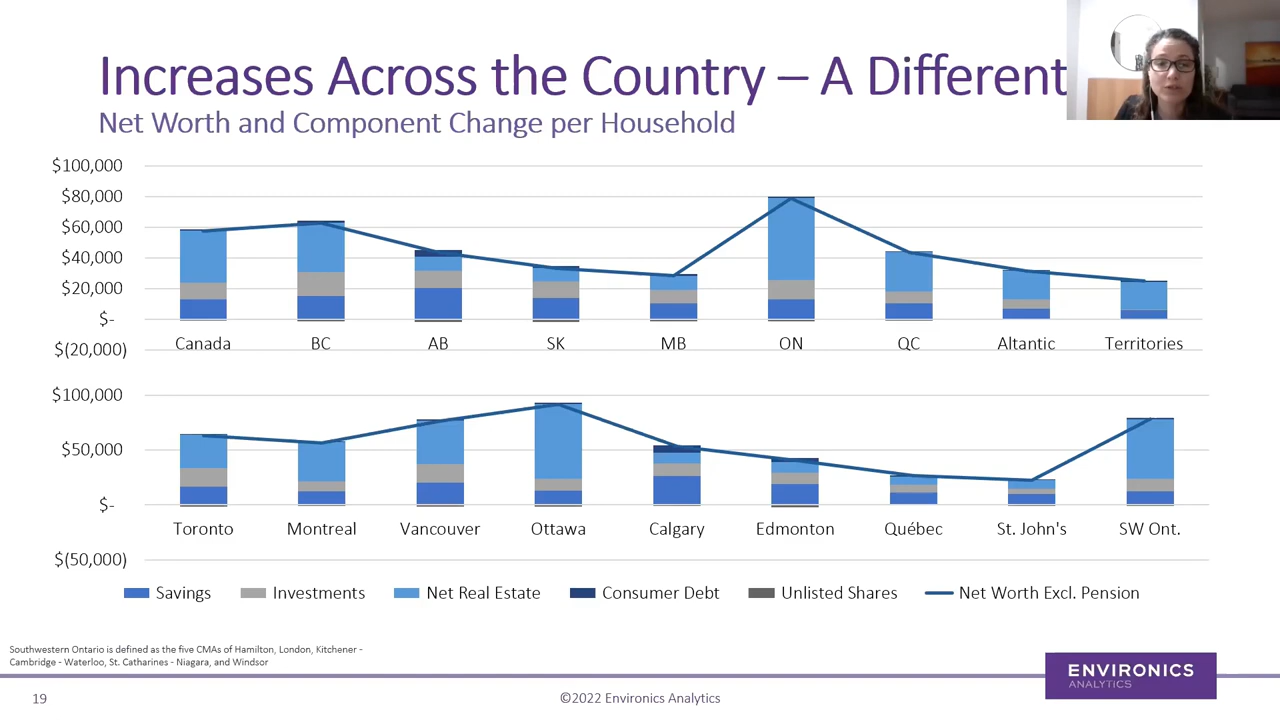 Increases Across the Country – A Different
Net Worth and Component Change per Household
$100,000
$80,000
$60,000
$40,000
$20,000
$-
$(20,000)
Canada BC AB SK MB ON QC Altantic Territories
$100,000
$50,000
$-
$(50,000)
Toronto Montreal Vancouver Ottawa Calgary Edmonton Québec St. John's SW Ont.
Savings Investments Net Real Estate Consumer Debt Unlisted Shares Net Worth Excl. Pension
Southwestern Ontario is defined as the five CMAs of Hamilton, London, Kitchener -
Cambridge - Waterloo, St. Catharines - Niagara, and Windsor
ENVIRONICS
ANALYTICS
19
©2022 Environics Analytics